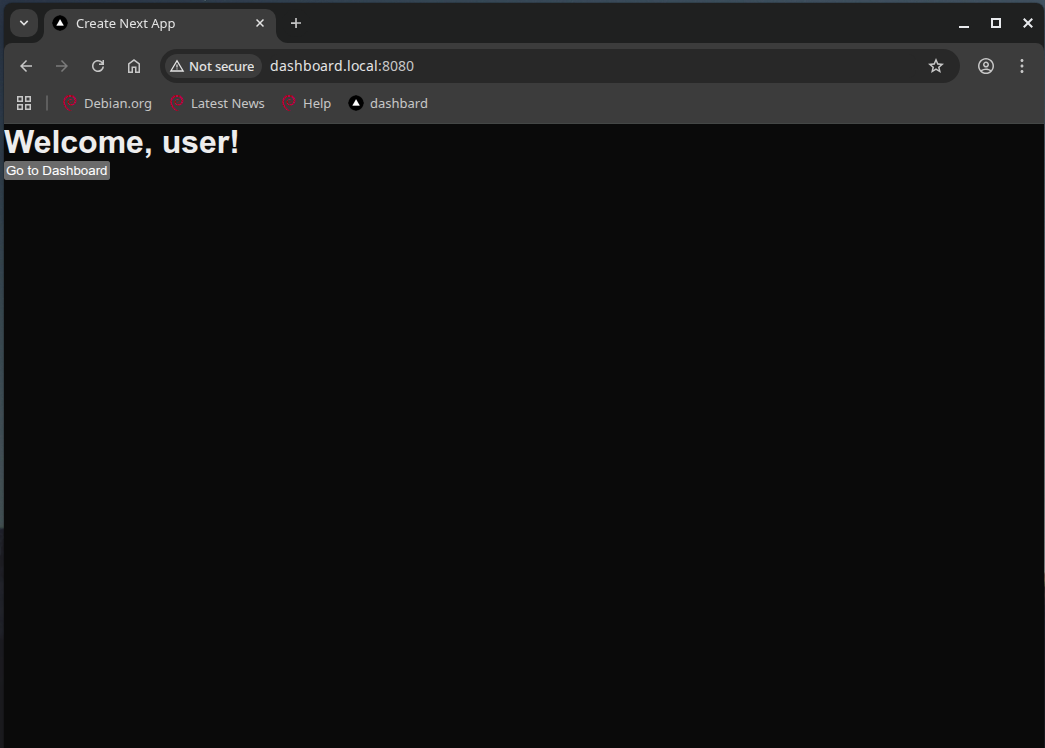 Create Next App
Not secure dashboard.local:8080
Debian.org Latest News Help dashbard
Welcome, user!
Go to Dashboard